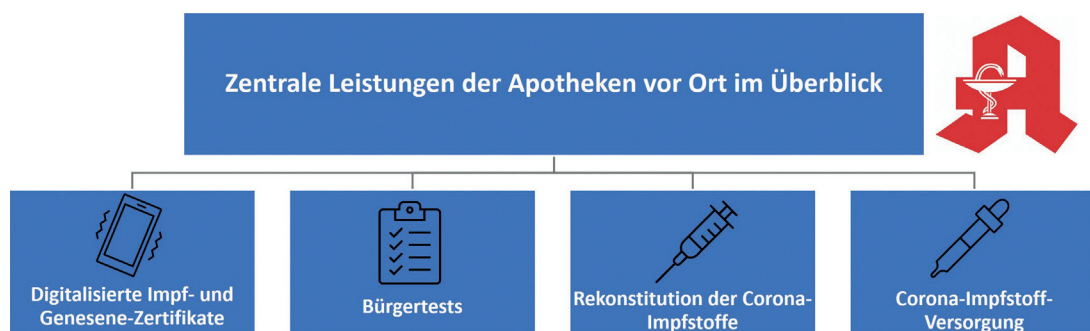 Zentrale Leistungen der Apotheken vor Ort im Überblick
Digitalisierte Impf- und
Genesene-Zertifikate
Bürgertests
Rekonstitution der Corona-
Impfstoffe
Corona-Impfstoff-
Versorgung